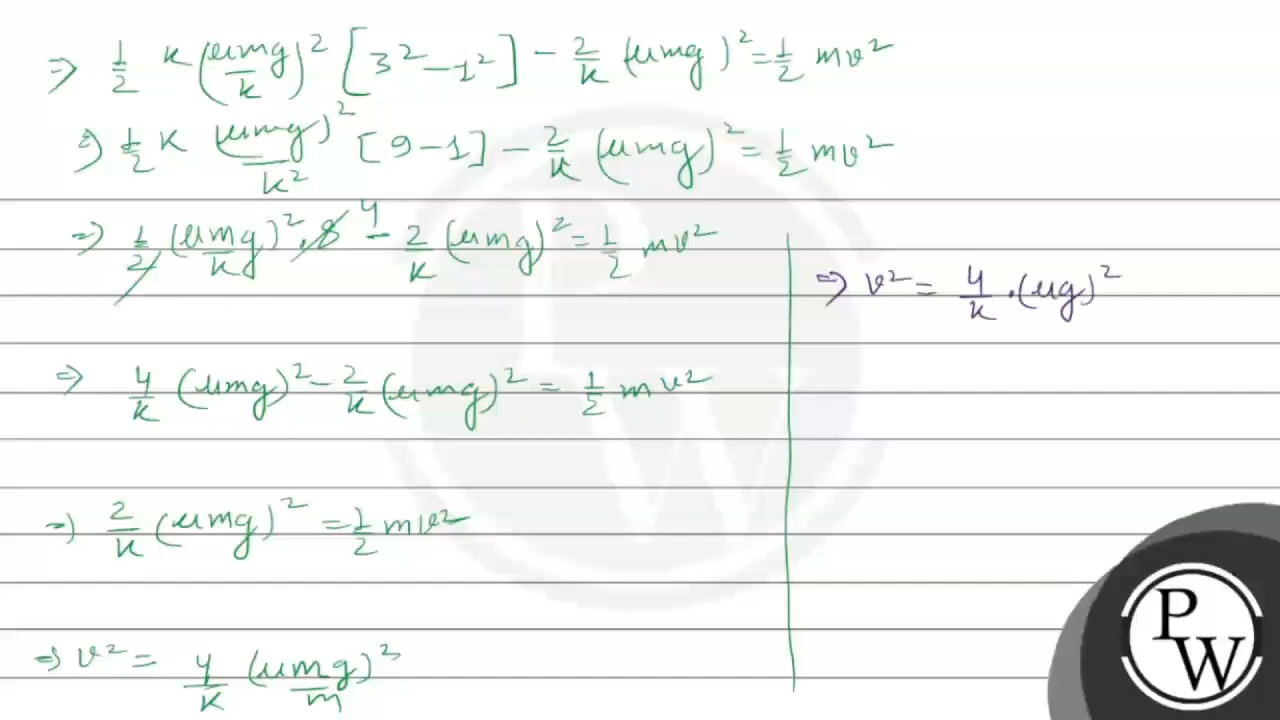 ⇒ 1/2 k (μmg/k)² [3² − 1²] − 2/k (μmg)² = 1/2 mv²
⇒ 1/2 k (μmg)²/k² [9 − 1] − 2/k (μmg)² = 1/2 mv²
⇒ 1/2 (μmg)²/k · 8 4 − 2/k (μmg)² = 1/2 mv²
⇒ 4/k (μmg)² − 2/k (μmg)² = 1/2 mv²
⇒ 2/k (μmg)² = 1/2 mv²
⇒ v² = 4/k (μmg)²/m
⇒ v² = 4/k · (μg)²
PW
PW